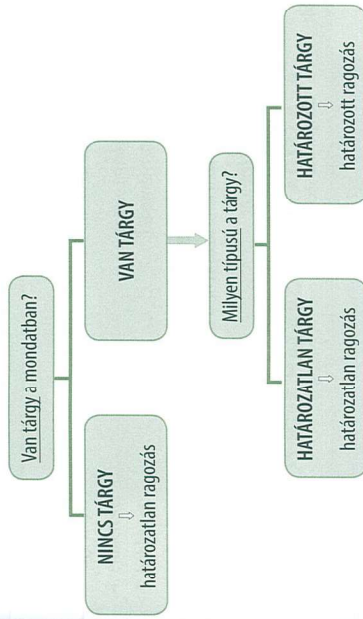 Van tárgy a mondatban?
NINCS TÁRGY
⇩
határozatlan ragozás
VAN TÁRGY
Milyen típusú a tárgy?
HATÁROZATLAN TÁRGY
⇩
határozatlan ragozás
HATÁROZOTT TÁRGY
⇩
határozott ragozás